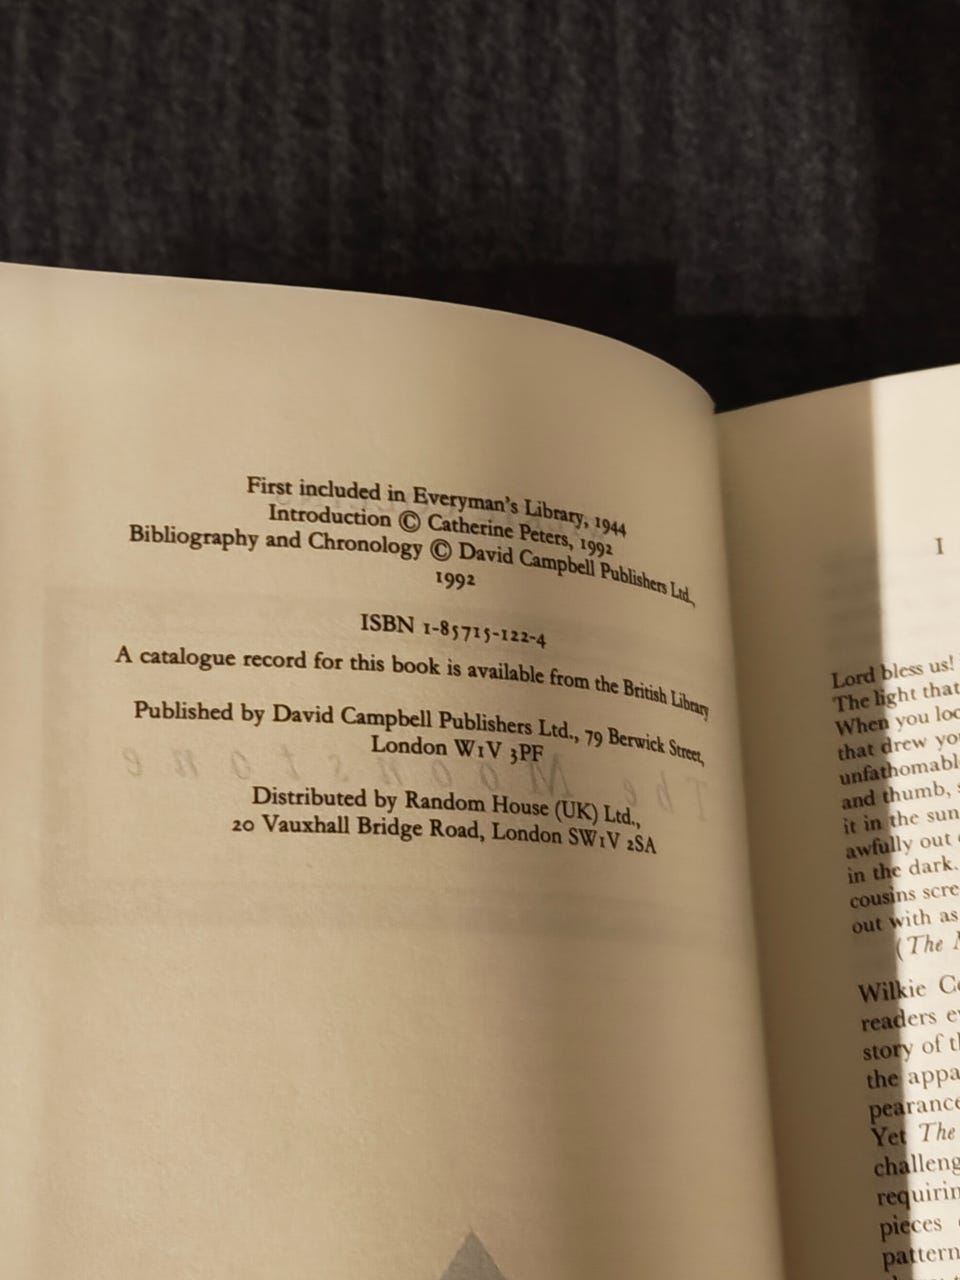 First included in Everyman's Library, 1944
Introduction © Catherine Peters, 1992
Bibliography and Chronology © David Campbell Publishers Ltd.,
1992
ISBN 1-85715-122-4
A catalogue record for this book is available from the British Library
Published by David Campbell Publishers Ltd., 79 Berwick Street,
London W1V 3PF
Distributed by Random House (UK) Ltd.,
20 Vauxhall Bridge Road, London SW1V 2SA
The Moonstone
I
Lord bless us!
The light that
When you loo
that drew you
unfathomabl
and thumb,
it in the sun
awfully out
in the dark.
cousins scre
out with as
(The
Wilkie
readers
story of
the appa
pearance
Yet The
challeng
requirin
pieces
pattern